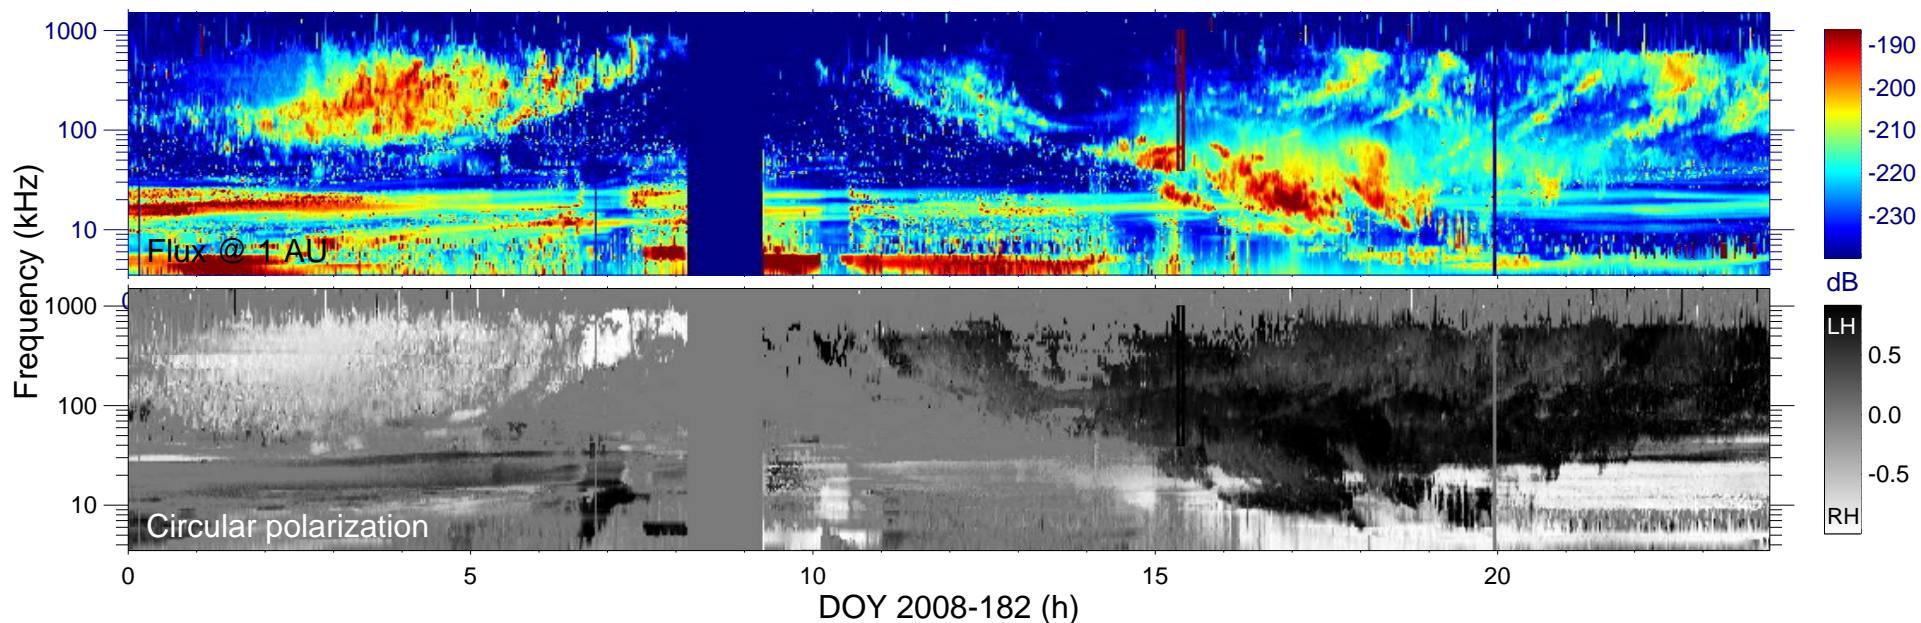 1000
100
10
Flux @ 1 AU
-190
-200
-210
-220
-230
dB
Frequency (kHz)
0
1000
100
10
Circular polarization
LH
0.5
0.0
-0.5
RH
0 5 10 15 20
DOY 2008-182 (h)